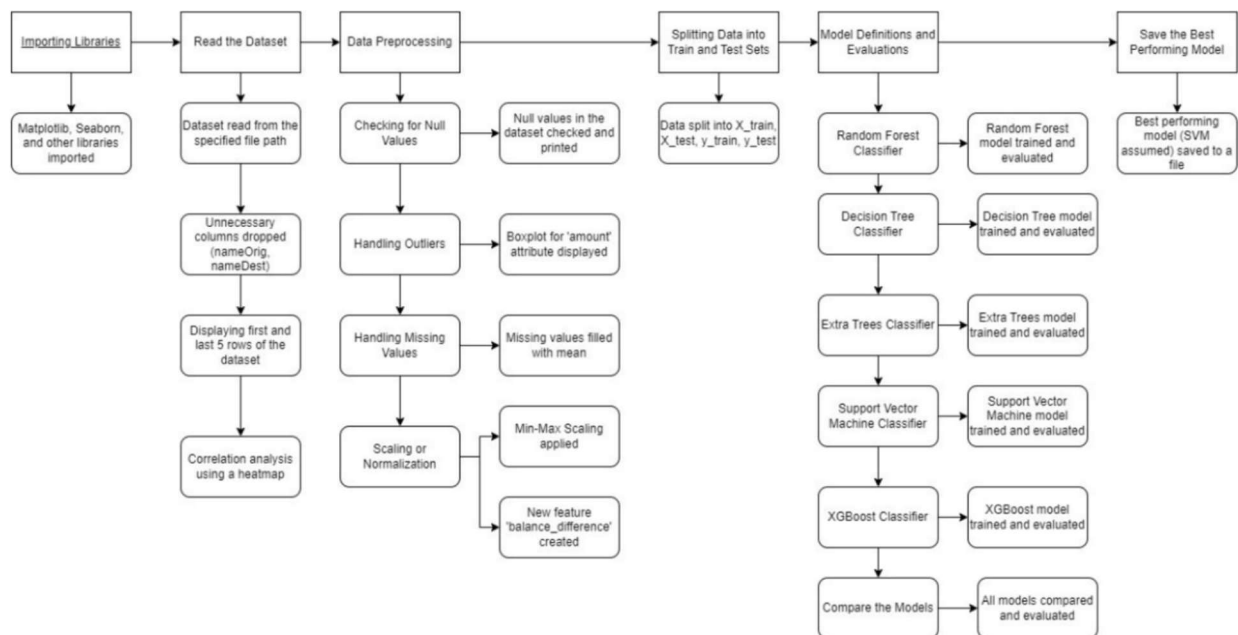 Importing Libraries
Read the Dataset
Data Preprocessing
Splitting Data into
Train and Test Sets
Model Definitions and
Evaluations
Save the Best
Performing Model
Matplotlib, Seaborn,
and other libraries
imported
Dataset read from the
specified file path
Unnecessary
columns dropped
(nameOrig,
nameDest)
Displaying first and
last 5 rows of the
dataset
Correlation analysis
using a heatmap
Checking for Null
Values
Null values in the
dataset checked and
printed
Handling Outliers
Boxplot for 'amount'
attribute displayed
Handling Missing
Values
Missing values filled
with mean
Scaling or
Normalization
Min-Max Scaling
applied
New feature
'balance_difference'
created
Data split into X_train,
X_test, y_train, y_test
Random Forest
Classifier
Random Forest
model trained and
evaluated
Decision Tree
Classifier
Decision Tree model
trained and evaluated
Extra Trees Classifier
Extra Trees model
trained and evaluated
Support Vector
Machine Classifier
Support Vector
Machine model
trained and evaluated
XGBoost Classifier
XGBoost model
trained and evaluated
Compare the Models
All models compared
and evaluated
Best performing
model (SVM
assumed) saved to a
file